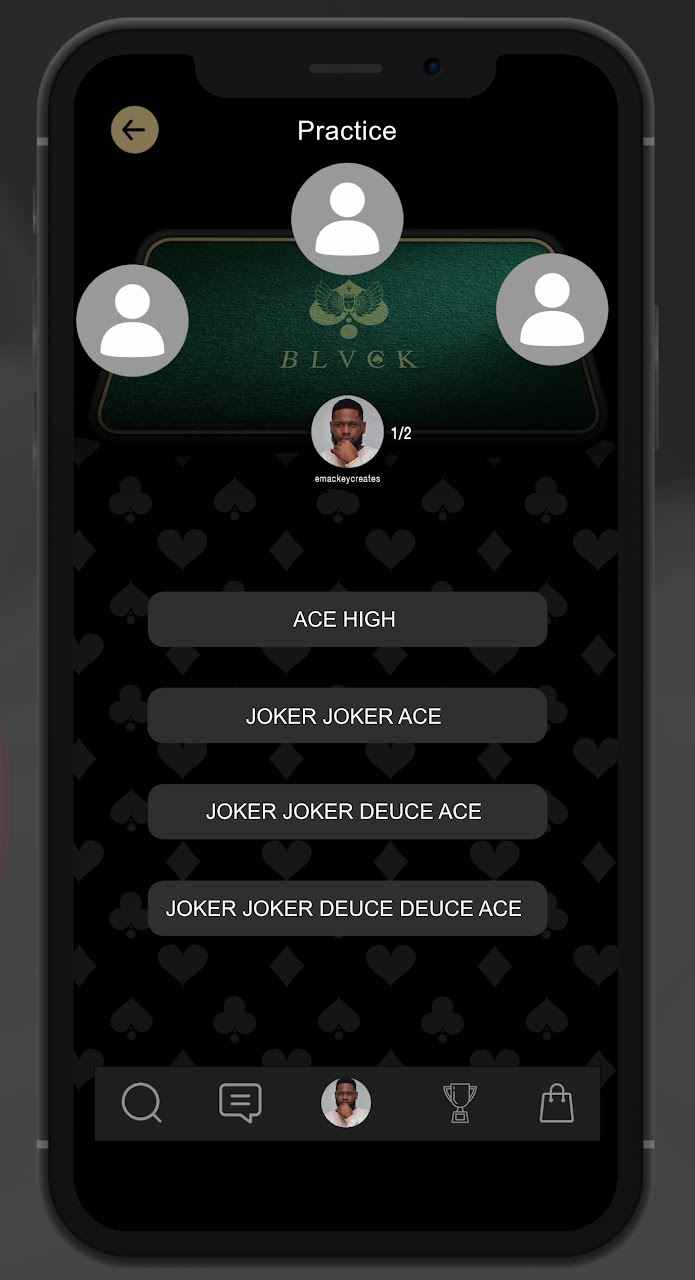 Practice
BLVCK
1/2
emackeycreates
ACE HIGH
JOKER JOKER ACE
JOKER JOKER DEUCE ACE
JOKER JOKER DEUCE DEUCE ACE